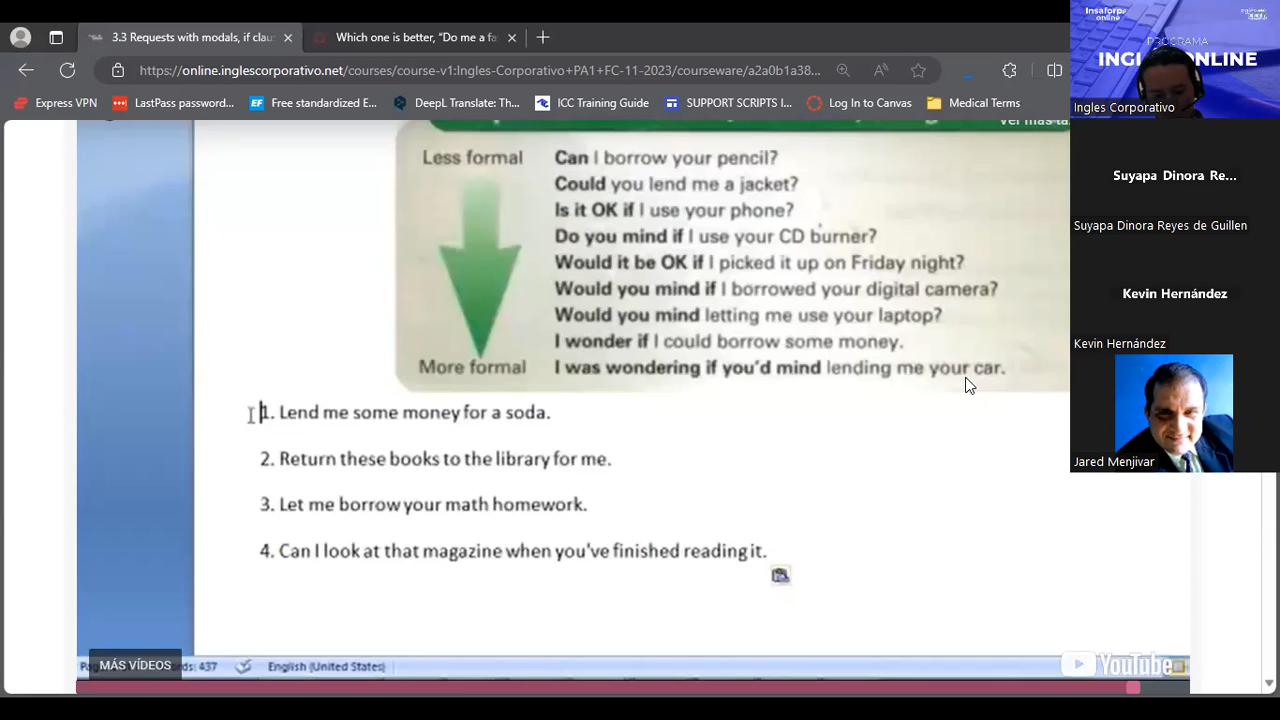 3.3 Requests with modals, if clau
Which one is better, "Do me a fa
https://online.inglescorporativo.net/courses/course-v1:Ingles-Corporativo+PA1+FC-11-2023/courseware/a2a0b1a38...
Express VPN
LastPass password...
Free standardized E...
DeepL Translate: Th...
ICC Training Guide
SUPPORT SCRIPTS I...
Log In to Canvas
Medical Terms
Less formal
Can I borrow your pencil?
Could you lend me a jacket?
Is it OK if I use your phone?
Do you mind if I use your CD burner?
Would it be OK if I picked it up on Friday night?
Would you mind if I borrowed your digital camera?
Would you mind letting me use your laptop?
I wonder if I could borrow some money.
More formal
I was wondering if you'd mind lending me your car.
1. Lend me some money for a soda.
2. Return these books to the library for me.
3. Let me borrow your math homework.
4. Can I look at that magazine when you've finished reading it.
MÁS VÍDEOS
437
English (United States)
YouTube
Insaforp
online
PROGRAMA
INGL ONLINE
Ingles Corporativo
Suyapa Dinora Re...
Suyapa Dinora Reyes de Guillen
Kevin Hernández
Kevin Hernández
Jared Menjivar